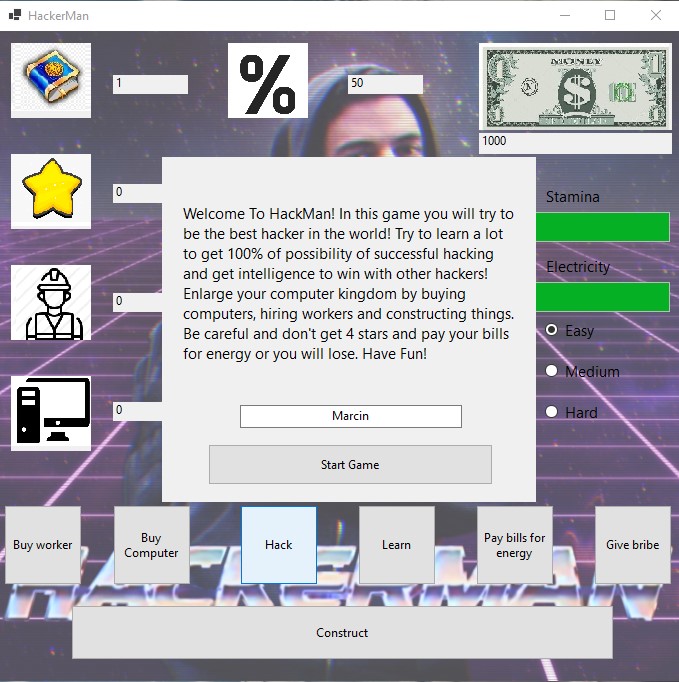 HackerMan
1
%
50
MONEY
1
1
$
1000
0
Stamina
Welcome To HackMan! In this game you will try to
be the best hacker in the world! Try to learn a lot
to get 100% of possibility of successful hacking
and get intelligence to win with other hackers!
Enlarge your computer kingdom by buying
computers, hiring workers and constructing things.
Be careful and don't get 4 stars and pay your bills
for energy or you will lose. Have Fun!
Electricity
0
Easy
Medium
0
Hard
Marcin
Start Game
Buy worker
Buy
Computer
Hack
Learn
Pay bills for
energy
Give bribe
HACKERMAN
Construct